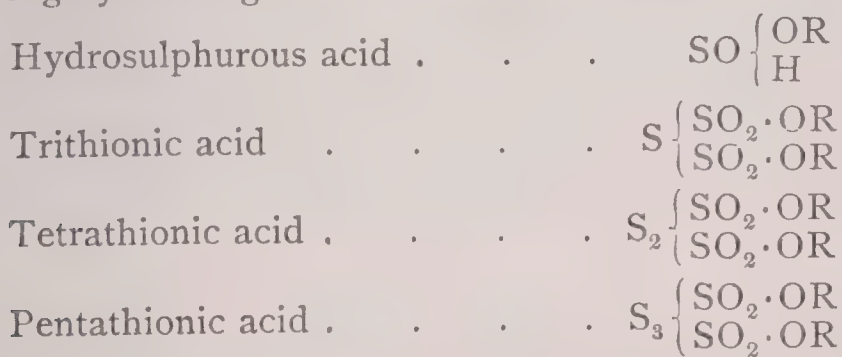 Hydrosulphurous acid . . . SO { OR
H
Trithionic acid . . . . S { SO₂·OR
SO₂·OR
Tetrathionic acid . . . . S₂ { SO₂·OR
SO₂·OR
Pentathionic acid . . . . S₃ { SO₂·OR
SO₂·OR